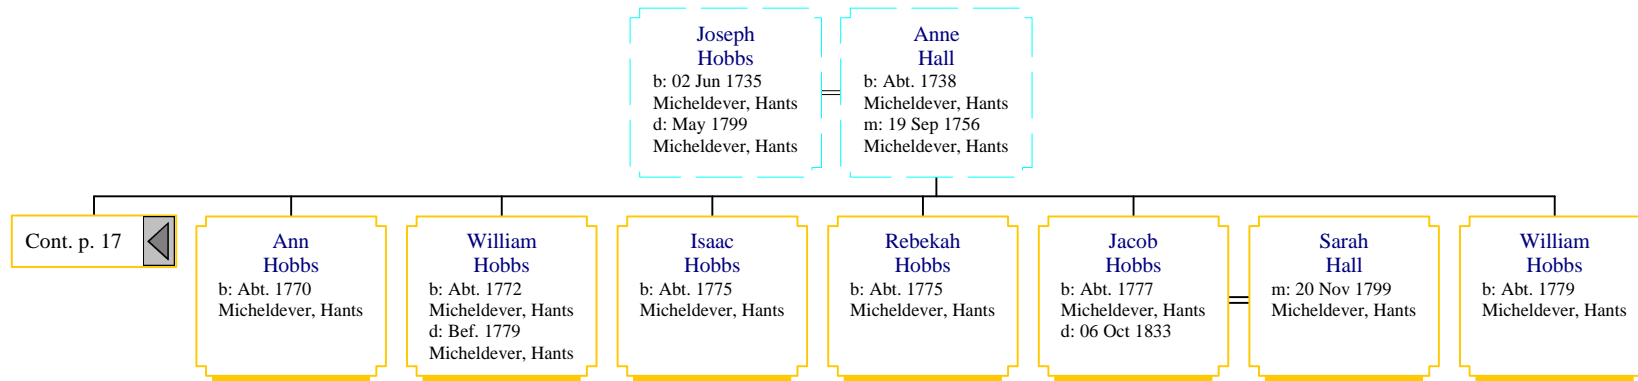 Joseph
Hobbs
b: 02 Jun 1735
Micheldever, Hants
d: May 1799
Micheldever, Hants
Anne
Hall
b: Abt. 1738
Micheldever, Hants
m: 19 Sep 1756
Micheldever, Hants
Cont. p. 17
Ann
Hobbs
b: Abt. 1770
Micheldever, Hants
William
Hobbs
b: Abt. 1772
Micheldever, Hants
d: Bef. 1779
Micheldever, Hants
Isaac
Hobbs
b: Abt. 1775
Micheldever, Hants
Rebekah
Hobbs
b: Abt. 1775
Micheldever, Hants
Jacob
Hobbs
b: Abt. 1777
Micheldever, Hants
d: 06 Oct 1833
Sarah
Hall
m: 20 Nov 1799
Micheldever, Hants
William
Hobbs
b: Abt. 1779
Micheldever, Hants